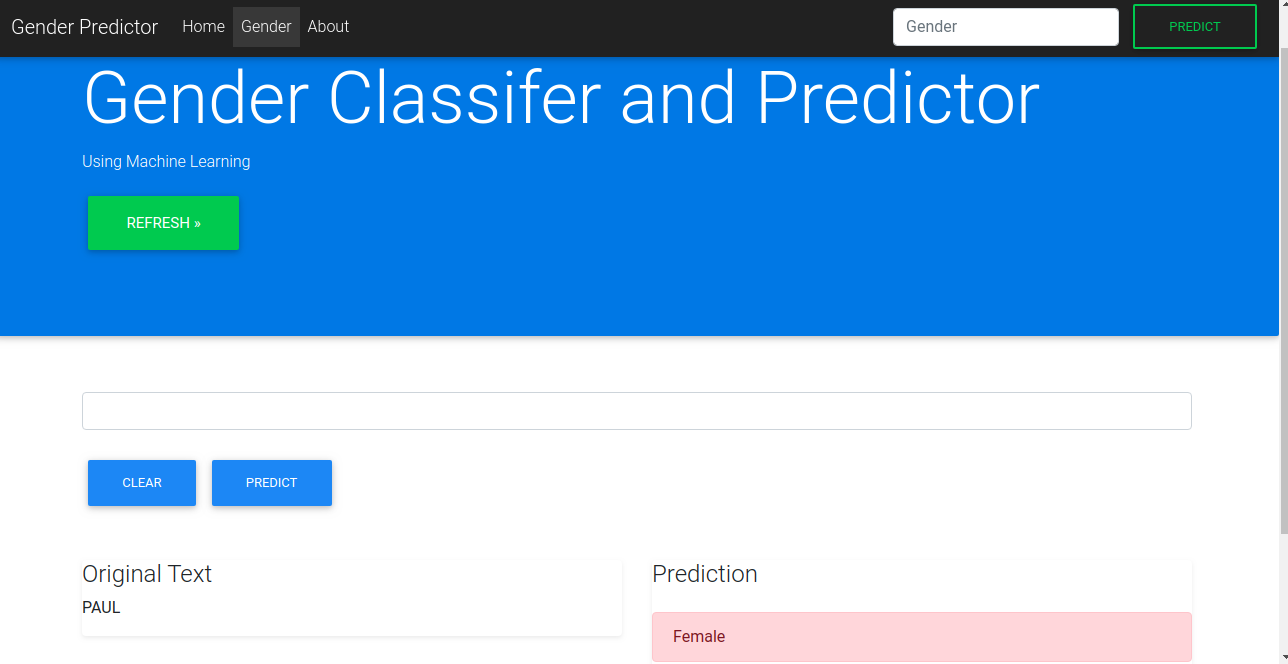 Gender Predictor Home Gender About Gender PREDICT
Gender Classifer and Predictor
Using Machine Learning
REFRESH »
CLEAR PREDICT
Original Text
PAUL
Prediction
Female